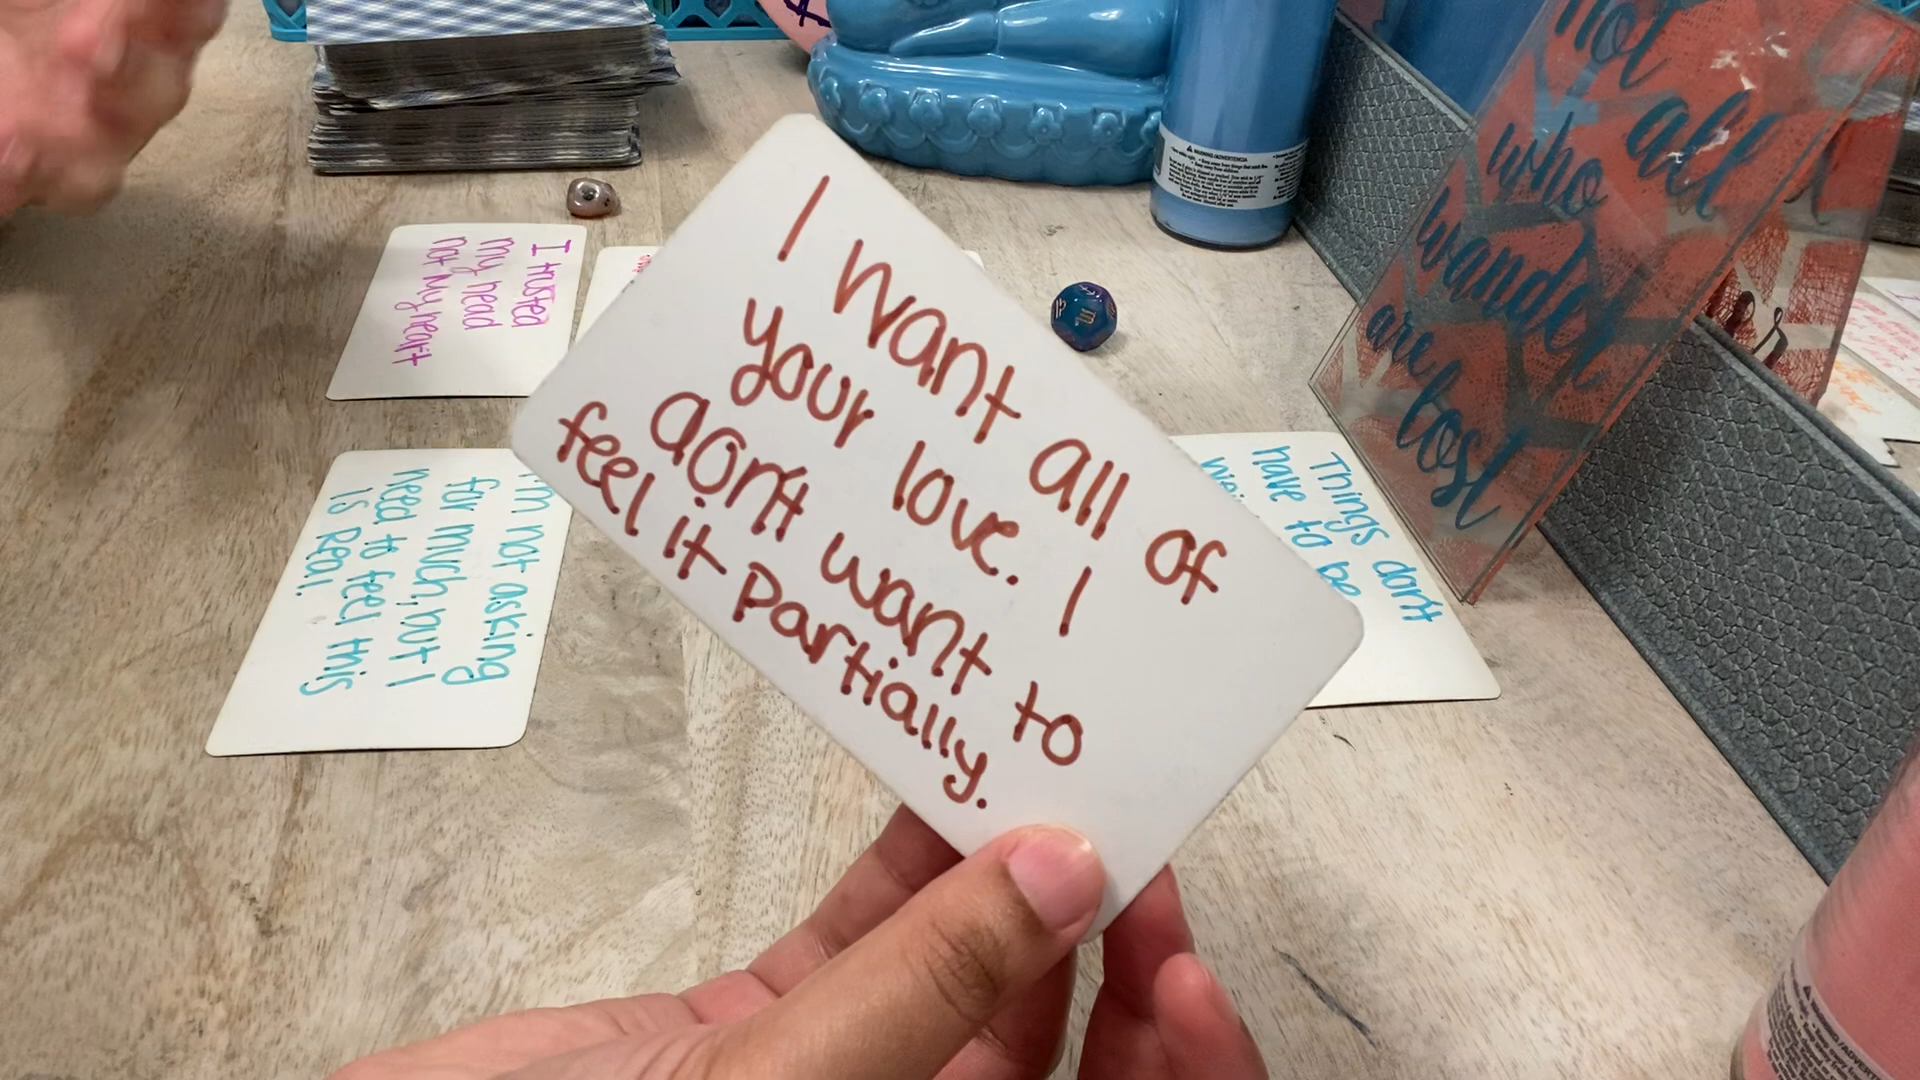 I want all of
your love. I
don't want to
feel it partially.
I trusted
my head
not my heart
I'm not asking
for much, but I
need to feel this
is real.
Things don't
have to be
not
all
who
wander
are lost
WARNING/ADVERTENCIA